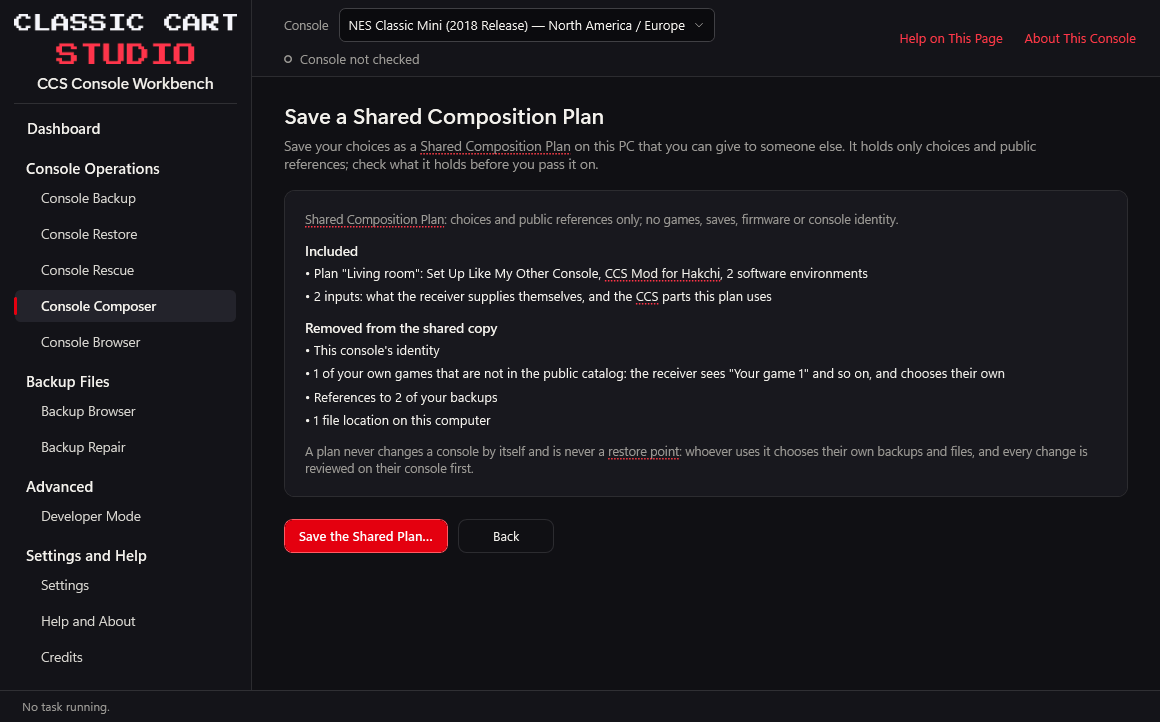 CLASSIC CART
STUDIO
CCS Console Workbench
Dashboard
Console Operations
Console Backup
Console Restore
Console Rescue
Console Composer
Console Browser
Backup Files
Backup Browser
Backup Repair
Advanced
Developer Mode
Settings and Help
Settings
Help and About
Credits
Console
NES Classic Mini (2018 Release) — North America / Europe
Console not checked
Help on This Page
About This Console
Save a Shared Composition Plan
Save your choices as a Shared Composition Plan on this PC that you can give to someone else. It holds only choices and public
references; check what it holds before you pass it on.
Shared Composition Plan: choices and public references only; no games, saves, firmware or console identity.
Included
• Plan "Living room": Set Up Like My Other Console, CCS Mod for Hakchi, 2 software environments
• 2 inputs: what the receiver supplies themselves, and the CCS parts this plan uses
Removed from the shared copy
• This console's identity
• 1 of your own games that are not in the public catalog: the receiver sees "Your game 1" and so on, and chooses their own
• References to 2 of your backups
• 1 file location on this computer
A plan never changes a console by itself and is never a restore point: whoever uses it chooses their own backups and files, and every change is
reviewed on their console first.
Save the Shared Plan...
Back
No task running.